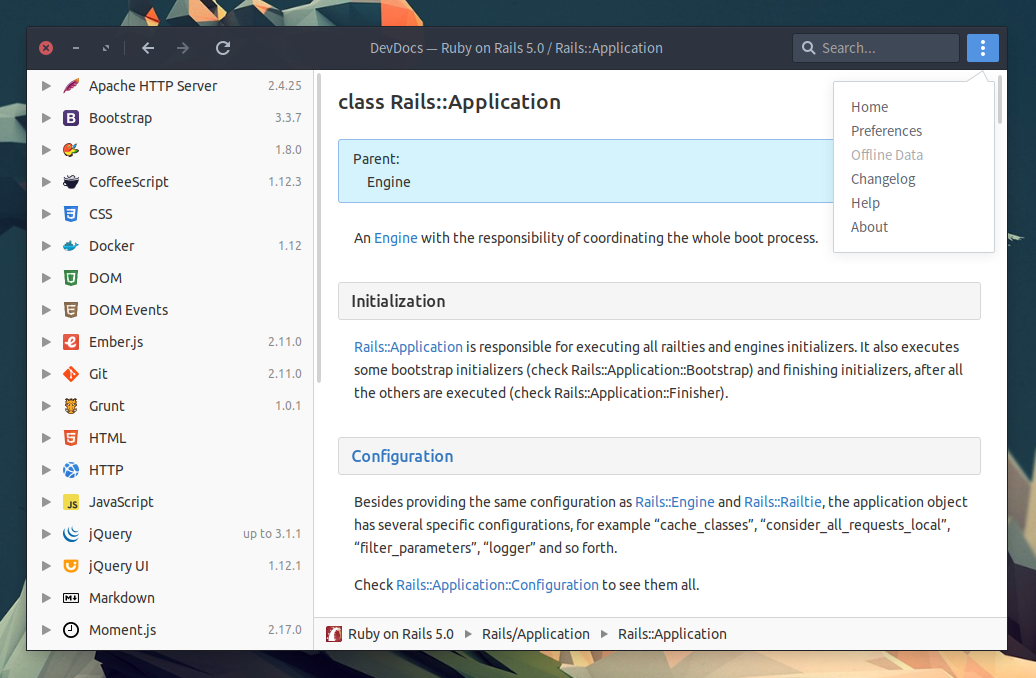 DevDocs — Ruby on Rails 5.0 / Rails::Application
Search...
Home
Preferences
Offline Data
Changelog
Help
About
Apache HTTP Server 2.4.25
Bootstrap 3.3.7
Bower 1.8.0
CoffeeScript 1.12.3
CSS
Docker 1.12
DOM
DOM Events
Ember.js 2.11.0
Git 2.11.0
Grunt 1.0.1
HTML
HTTP
JavaScript
jQuery up to 3.1.1
jQuery UI 1.12.1
Markdown
Moment.js 2.17.0
class Rails::Application
Parent:
Engine
An Engine with the responsibility of coordinating the whole boot process.
Initialization
Rails::Application is responsible for executing all railties and engines initializers. It also executes
some bootstrap initializers (check Rails::Application::Bootstrap) and finishing initializers, after all
the others are executed (check Rails::Application::Finisher).
Configuration
Besides providing the same configuration as Rails::Engine and Rails::Railtie, the application object
has several specific configurations, for example “cache_classes”, “consider_all_requests_local”,
“filter_parameters”, “logger” and so forth.
Check Rails::Application::Configuration to see them all.
Ruby on Rails 5.0 ▸ Rails/Application ▸ Rails::Application